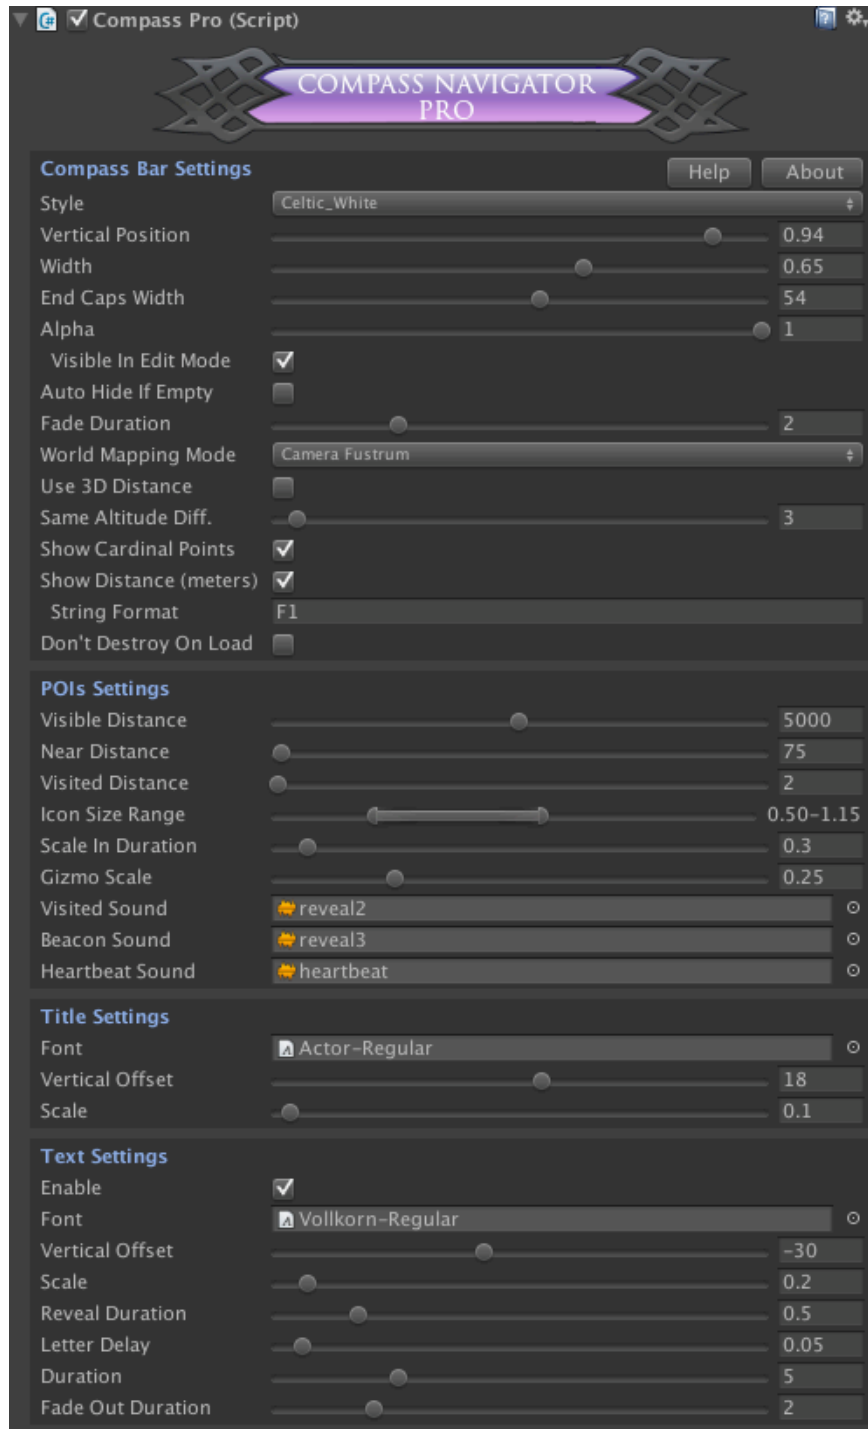 Compass Pro (Script)
COMPASS NAVIGATOR
PRO
Compass Bar Settings Help About
Style Celtic_White
Vertical Position 0.94
Width 0.65
End Caps Width 54
Alpha 1
Visible In Edit Mode
Auto Hide If Empty
Fade Duration 2
World Mapping Mode Camera Fustrum
Use 3D Distance
Same Altitude Diff. 3
Show Cardinal Points
Show Distance (meters)
String Format F1
Don't Destroy On Load
POIs Settings
Visible Distance 5000
Near Distance 75
Visited Distance 2
Icon Size Range 0.50-1.15
Scale In Duration 0.3
Gizmo Scale 0.25
Visited Sound reveal2
Beacon Sound reveal3
Heartbeat Sound heartbeat
Title Settings
Font Actor-Regular
Vertical Offset 18
Scale 0.1
Text Settings
Enable
Font Vollkorn-Regular
Vertical Offset -30
Scale 0.2
Reveal Duration 0.5
Letter Delay 0.05
Duration 5
Fade Out Duration 2